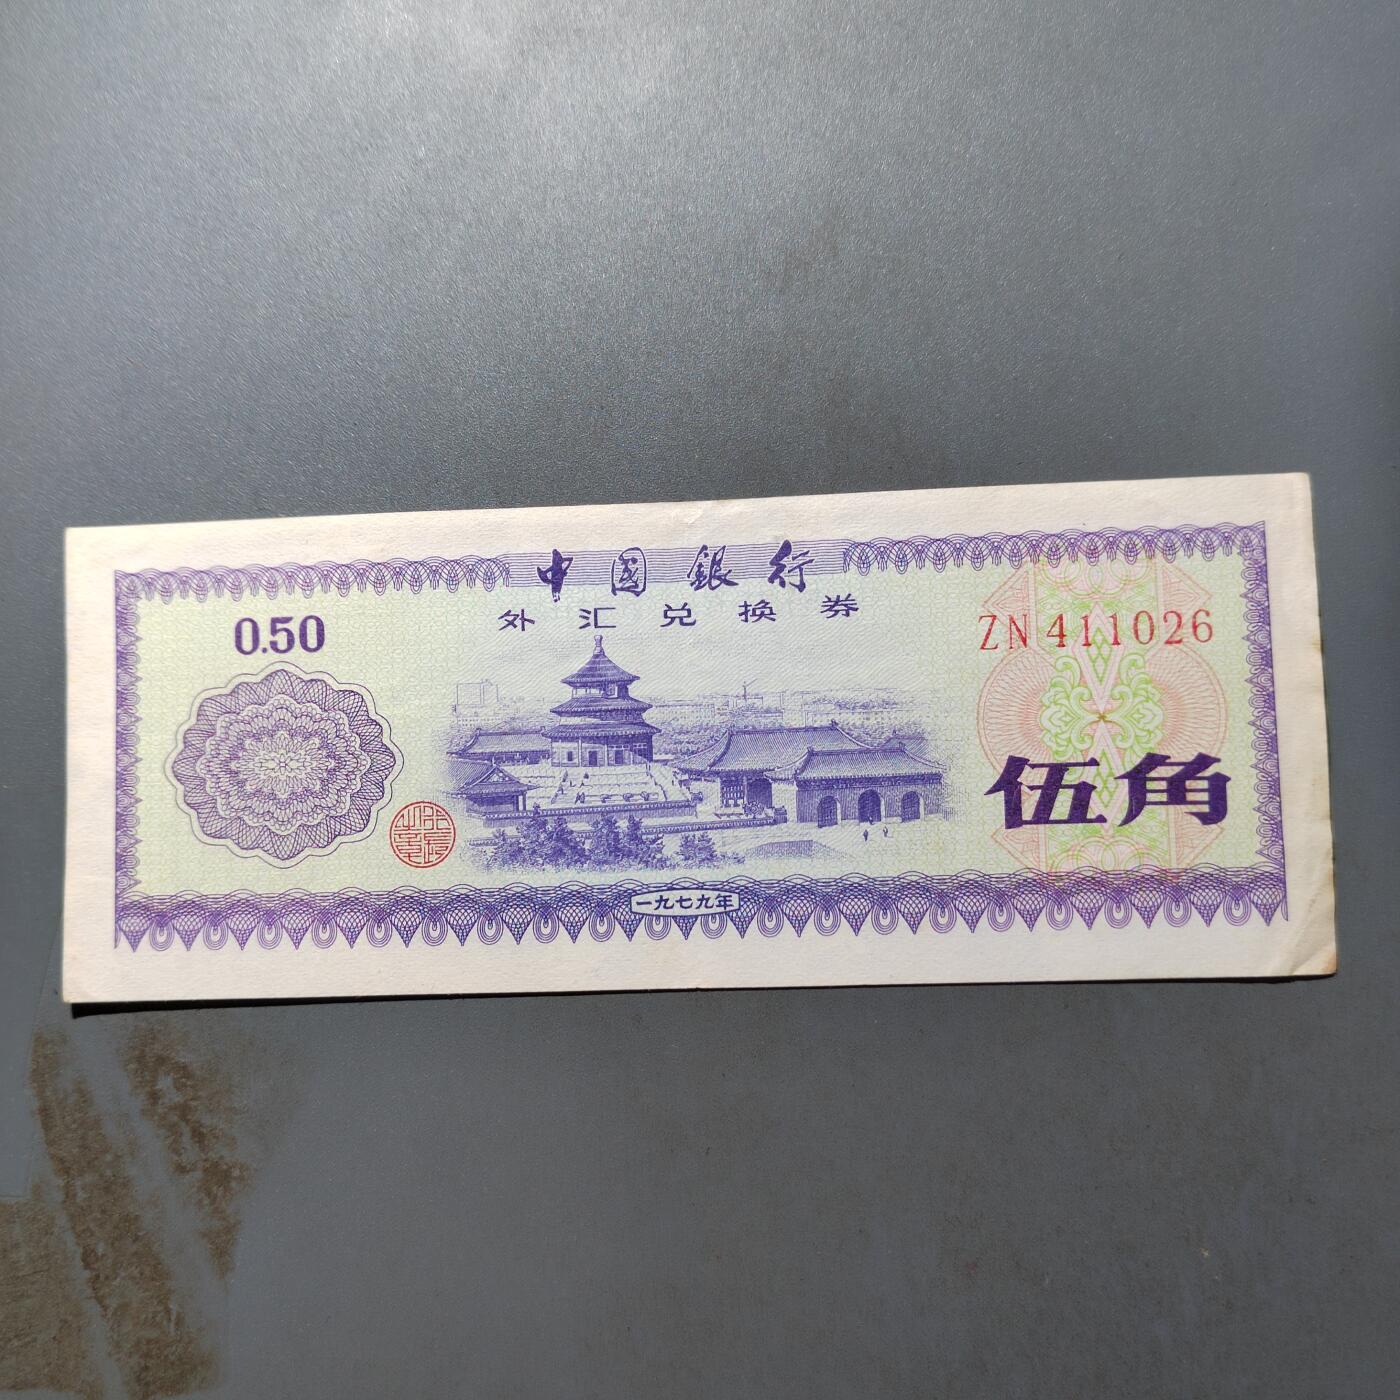 中国銀行
外汇兑换券
0.50
ZN 411026
伍角
一九七九年